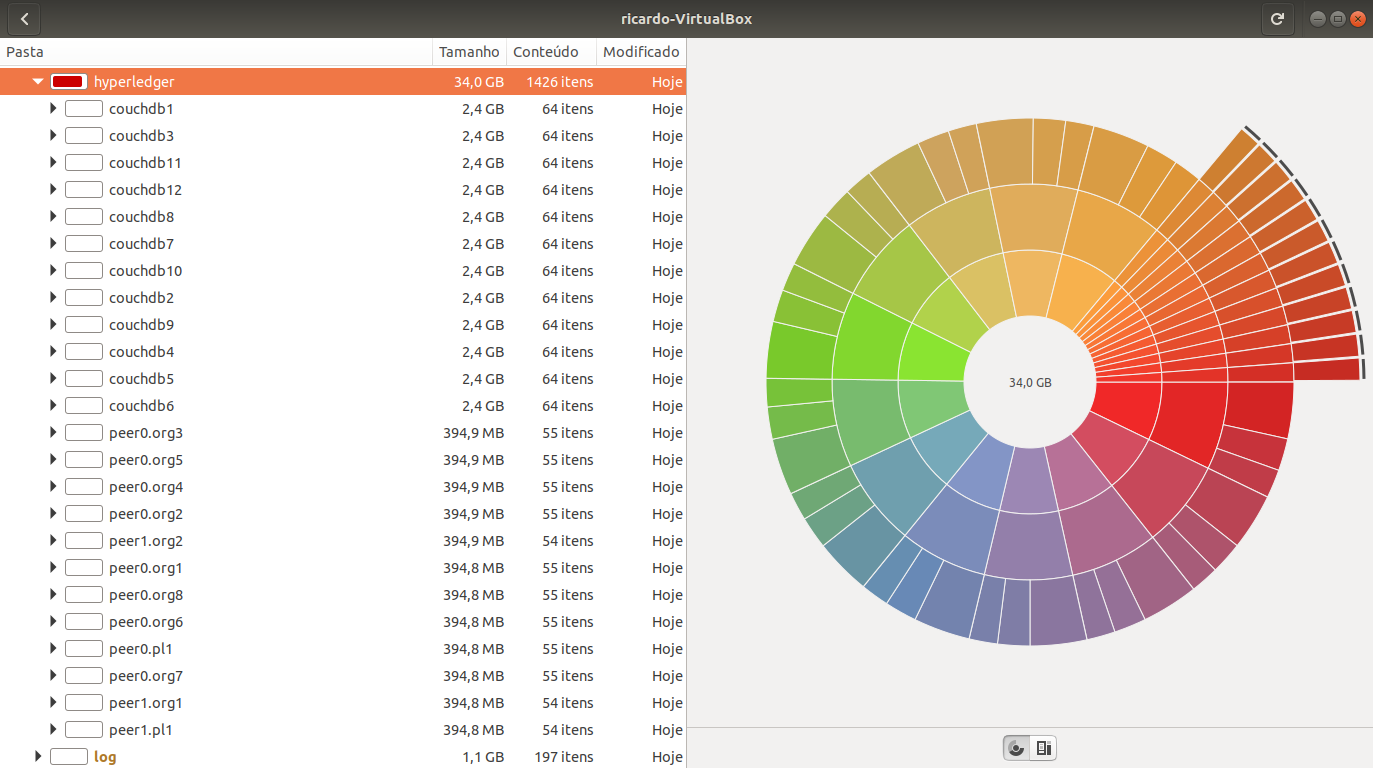 ricardo-VirtualBox
Pasta Tamanho Conteúdo Modificado
hyperledger 34,0 GB 1426 itens Hoje
couchdb1 2,4 GB 64 itens Hoje
couchdb3 2,4 GB 64 itens Hoje
couchdb11 2,4 GB 64 itens Hoje
couchdb12 2,4 GB 64 itens Hoje
couchdb8 2,4 GB 64 itens Hoje
couchdb7 2,4 GB 64 itens Hoje
couchdb10 2,4 GB 64 itens Hoje
couchdb2 2,4 GB 64 itens Hoje
couchdb9 2,4 GB 64 itens Hoje
couchdb4 2,4 GB 64 itens Hoje
couchdb5 2,4 GB 64 itens Hoje
couchdb6 2,4 GB 64 itens Hoje
peer0.org3 394,9 MB 55 itens Hoje
peer0.org5 394,9 MB 55 itens Hoje
peer0.org4 394,9 MB 55 itens Hoje
peer0.org2 394,9 MB 55 itens Hoje
peer1.org2 394,9 MB 54 itens Hoje
peer0.org1 394,8 MB 55 itens Hoje
peer0.org8 394,8 MB 55 itens Hoje
peer0.org6 394,8 MB 55 itens Hoje
peer0.pl1 394,8 MB 55 itens Hoje
peer0.org7 394,8 MB 55 itens Hoje
peer1.org1 394,8 MB 54 itens Hoje
peer1.pl1 394,8 MB 54 itens Hoje
log 1,1 GB 197 itens Hoje
34,0 GB